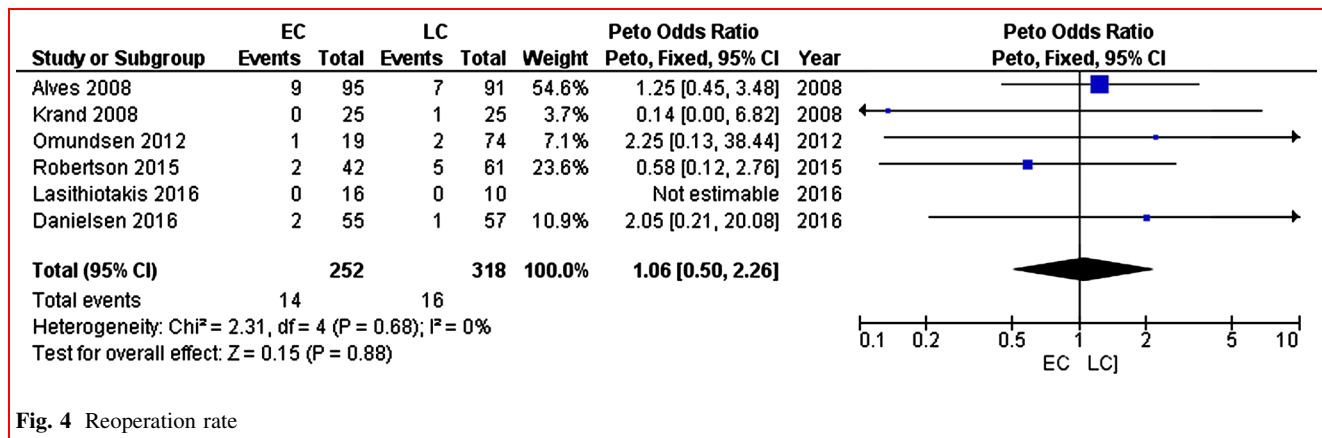 EC LC Peto Odds Ratio Peto Odds Ratio
Study or Subgroup Events Total Events Total Weight Peto, Fixed, 95% CI Year Peto, Fixed, 95% CI
Alves 2008 9 95 7 91 54.6% 1.25 [0.45, 3.48] 2008
Krand 2008 0 25 1 25 3.7% 0.14 [0.00, 6.82] 2008
Omundsen 2012 1 19 2 74 7.1% 2.25 [0.13, 38.44] 2012
Robertson 2015 2 42 5 61 23.6% 0.58 [0.12, 2.76] 2015
Lasithiotakis 2016 0 16 0 10 Not estimable 2016
Danielsen 2016 2 55 1 57 10.9% 2.05 [0.21, 20.08] 2016
Total (95% CI) 252 318 100.0% 1.06 [0.50, 2.26]
Total events 14 16
Heterogeneity: Chi² = 2.31, df = 4 (P = 0.68); I² = 0%
Test for overall effect: Z = 0.15 (P = 0.88)
0.1 0.2 0.5 1 2 5 10
EC LC]
Fig. 4 Reoperation rate